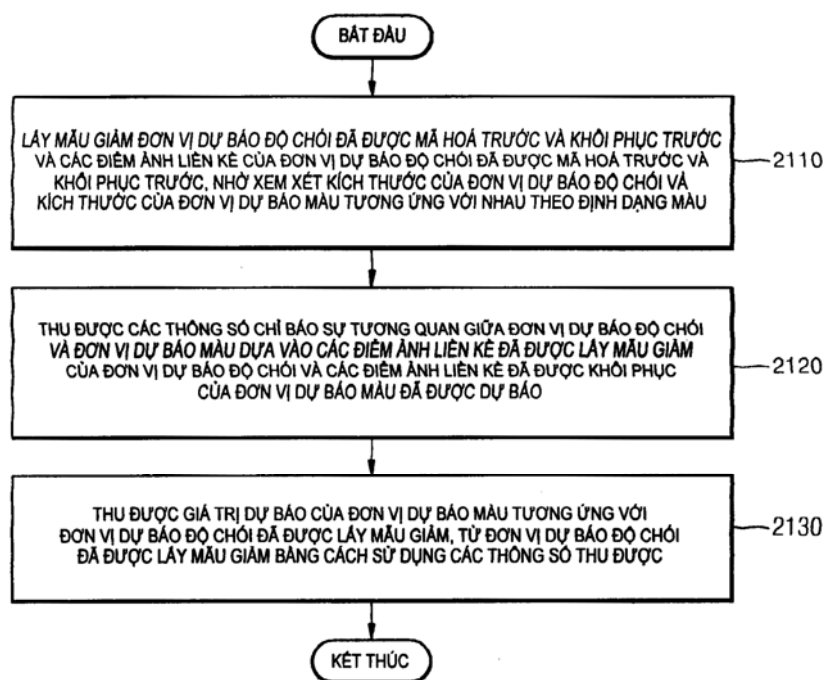 BẮT ĐẦU
LẤY MẪU GIẢM ĐƠN VỊ DỰ BÁO ĐỘ CHÓI ĐÃ ĐƯỢC MÃ HOÁ TRƯỚC VÀ KHÔI PHỤC TRƯỚC
VÀ CÁC ĐIỂM ẢNH LIỀN KỀ CỦA ĐƠN VỊ DỰ BÁO ĐỘ CHÓI ĐÃ ĐƯỢC MÃ HOÁ TRƯỚC VÀ
KHÔI PHỤC TRƯỚC, NHỜ XEM XÉT KÍCH THƯỚC CỦA ĐƠN VỊ DỰ BÁO ĐỘ CHÓI VÀ
KÍCH THƯỚC CỦA ĐƠN VỊ DỰ BÁO MÀU TƯƠNG ỨNG VỚI NHAU THEO ĐỊNH DẠNG MÀU
2110
THU ĐƯỢC CÁC THÔNG SỐ CHỈ BÁO SỰ TƯƠNG QUAN GIỮA ĐƠN VỊ DỰ BÁO ĐỘ CHÓI
VÀ ĐƠN VỊ DỰ BÁO MÀU DỰA VÀO CÁC ĐIỂM ẢNH LIỀN KỀ ĐÃ ĐƯỢC LẤY MẪU GIẢM
CỦA ĐƠN VỊ DỰ BÁO ĐỘ CHÓI VÀ CÁC ĐIỂM ẢNH LIỀN KỀ ĐÃ ĐƯỢC KHÔI PHỤC
CỦA ĐƠN VỊ DỰ BÁO MÀU ĐÃ ĐƯỢC DỰ BÁO
2120
THU ĐƯỢC GIÁ TRỊ DỰ BÁO CỦA ĐƠN VỊ DỰ BÁO MÀU TƯƠNG ỨNG VỚI
ĐƠN VỊ DỰ BÁO ĐỘ CHÓI ĐÃ ĐƯỢC LẤY MẪU GIẢM, TỪ ĐƠN VỊ DỰ BÁO ĐỘ CHÓI
ĐÃ ĐƯỢC LẤY MẪU GIẢM BẰNG CÁCH SỬ DỤNG CÁC THÔNG SỐ THU ĐƯỢC
2130
KẾT THÚC